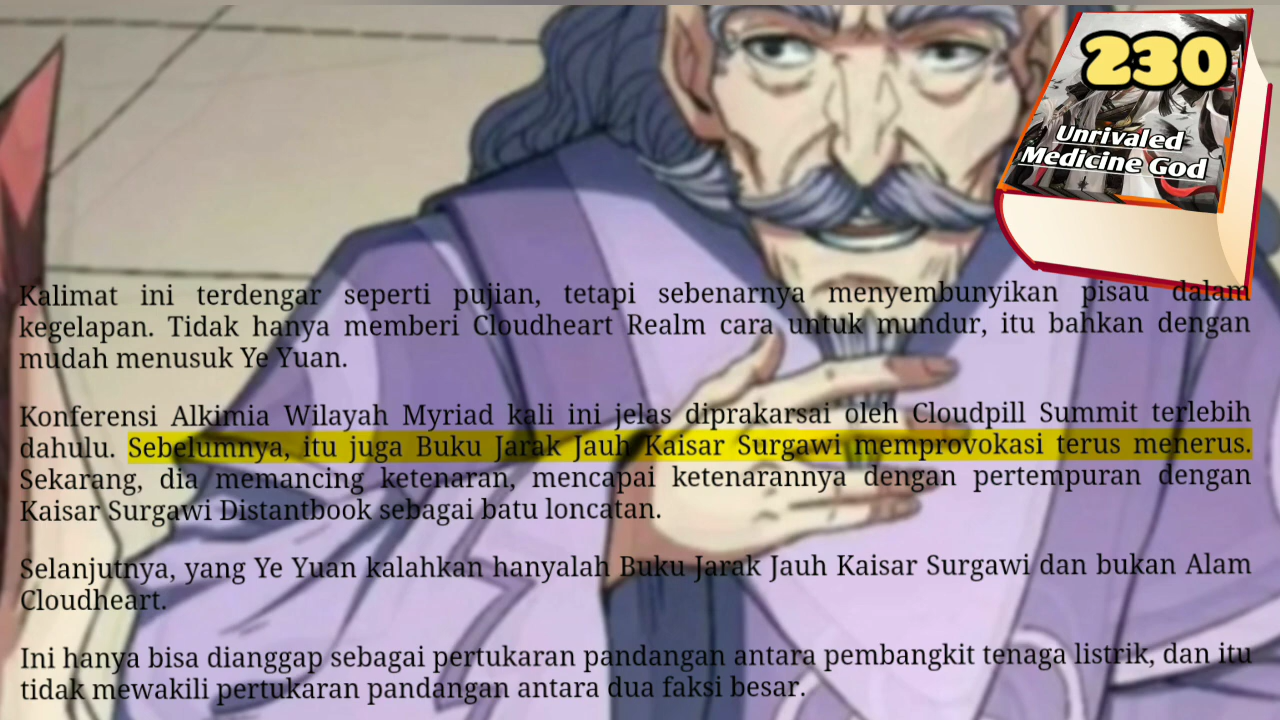 230
Unrivaled
Medicine God
Kalimat ini terdengar seperti pujian, tetapi sebenarnya menyembunyikan pisau dalam
kegelapan. Tidak hanya memberi Cloudheart Realm cara untuk mundur, itu bahkan dengan
mudah menusuk Ye Yuan.
Konferensi Alkimia Wilayah Myriad kali ini jelas diprakarsai oleh Cloudpill Summit terlebih
dahulu. Sebelumnya, itu juga Buku Jarak Jauh Kaisar Surgawi memprovokasi terus menerus.
Sekarang, dia memancing ketenaran, mencapai ketenarannya dengan pertempuran dengan
Kaisar Surgawi Distantbook sebagai batu loncatan.
Selanjutnya, yang Ye Yuan kalahkan hanyalah Buku Jarak Jauh Kaisar Surgawi dan bukan Alam
Cloudheart.
Ini hanya bisa dianggap sebagai pertukaran pandangan antara pembangkit tenaga listrik, dan itu
tidak mewakili pertukaran pandangan antara dua faksi besar.